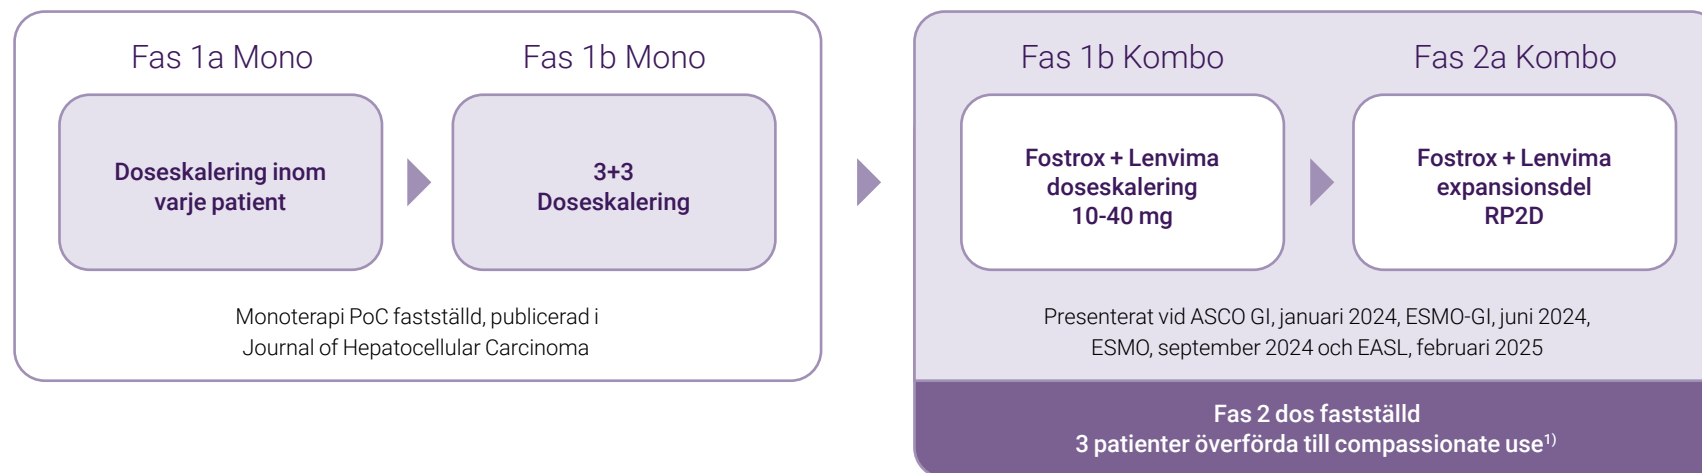 Fas 1a Mono
Fas 1b Mono
Doseskalering inom
varje patient
3+3
Doseskalering
Monoterapi PoC fastställd, publicerad i
Journal of Hepatocellular Carcinoma
Fas 1b Kombo
Fas 2a Kombo
Fostrox + Lenvima
doseskalering
10-40 mg
Fostrox + Lenvima
expansionsdel
RP2D
Presenterat vid ASCO GI, januari 2024, ESMO-GI, juni 2024,
ESMO, september 2024 och EASL, februari 2025
Fas 2 dos fastställd
3 patienter överförda till compassionate use¹⁾